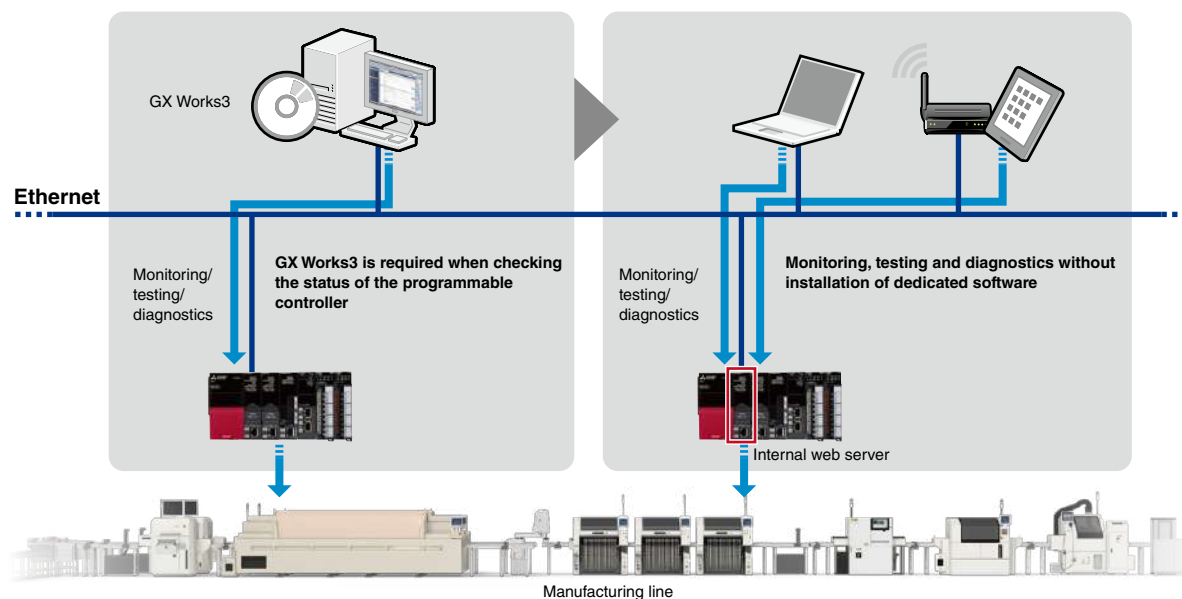 GX Works3
Ethernet
Monitoring/
testing/
diagnostics
GX Works3 is required when checking
the status of the programmable
controller
Monitoring/
testing/
diagnostics
Monitoring, testing and diagnostics without
installation of dedicated software
Internal web server
Manufacturing line